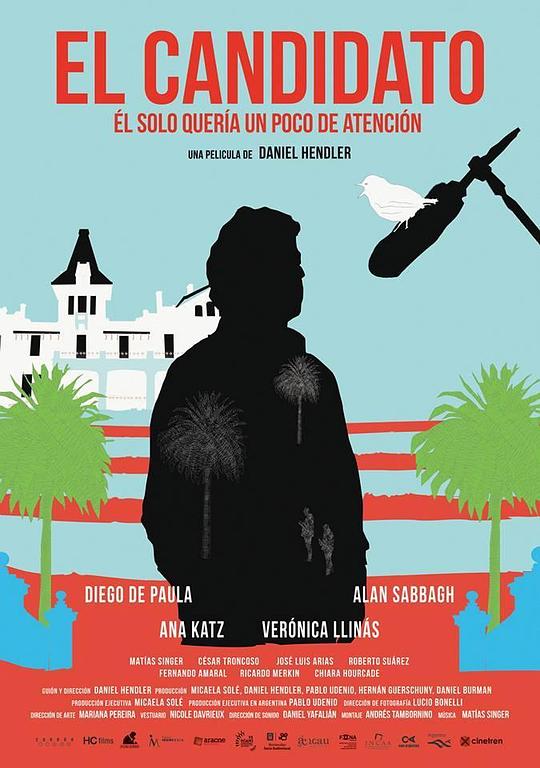 EL CANDIDATO
ÉL SOLO QUERÍA UN POCO DE ATENCIÓN
UNA PELICULA DE DANIEL HENDLER
DIEGO DE PAULA ALAN SABBAGH
ANA KATZ VERÓNICA LLINÁS
MATÍAS SINGER CÉSAR TRONCOSO JOSÉ LUIS ARIAS ROBERTO SUÁREZ
FERNANDO AMARAL RICARDO MERKIN CHIARA HOURCADE
GUIÓN Y DIRECCIÓN DANIEL HENDLER PRODUCCIÓN MICAELA SOLÉ, DANIEL HENDLER, PABLO UDENIO, HERNÁN GUERSCHUNY, DANIEL BURMAN
PRODUCCIÓN EJECUTIVA MICAELA SOLÉ PRODUCCIÓN EJECUTIVA EN ARGENTINA PABLO UDENIO DIRECCIÓN DE FOTOGRAFÍA LUCIO BONELLI
DIRECCIÓN DE ARTE MARIANA PEREIRA VESTUARIO NICOLE DAVRIEUX DIRECCIÓN DE SONIDO DANIEL YAFALIÁN MONTAJE ANDRÉS TAMBORNINO MÚSICA MATÍAS SINGER
HC films aracne icau INCAA cinetren